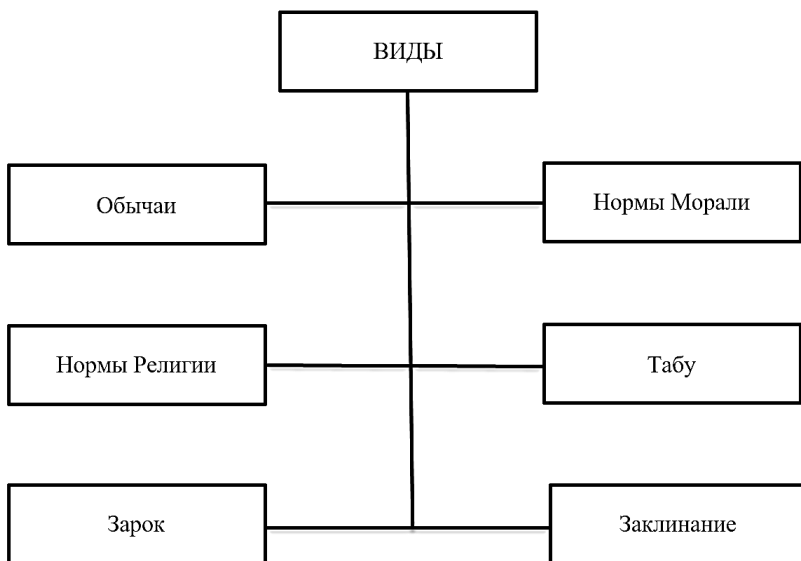 ВИДЫ
Обычаи
Нормы Морали
Нормы Религии
Табу
Зарок
Заклинание